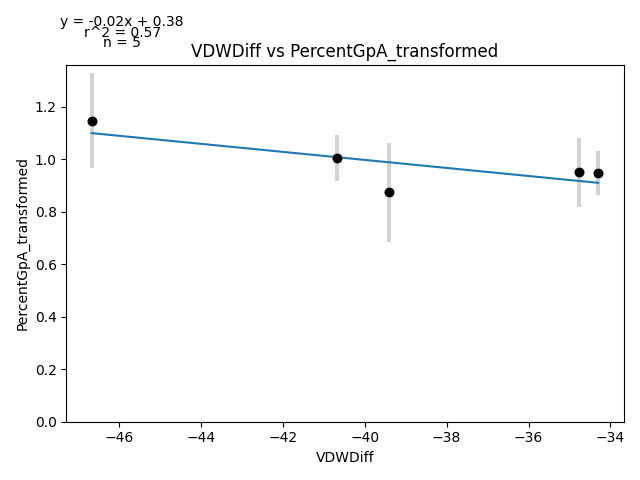 y = -0.02x + 0.38
r^2 = 0.57
n = 5
VDWDiff vs PercentGpA_transformed
PercentGpA_transformed
1.2
1.0
0.8
0.6
0.4
0.2
0.0
−46
−44
−42
−40
−38
−36
−34
VDWDiff